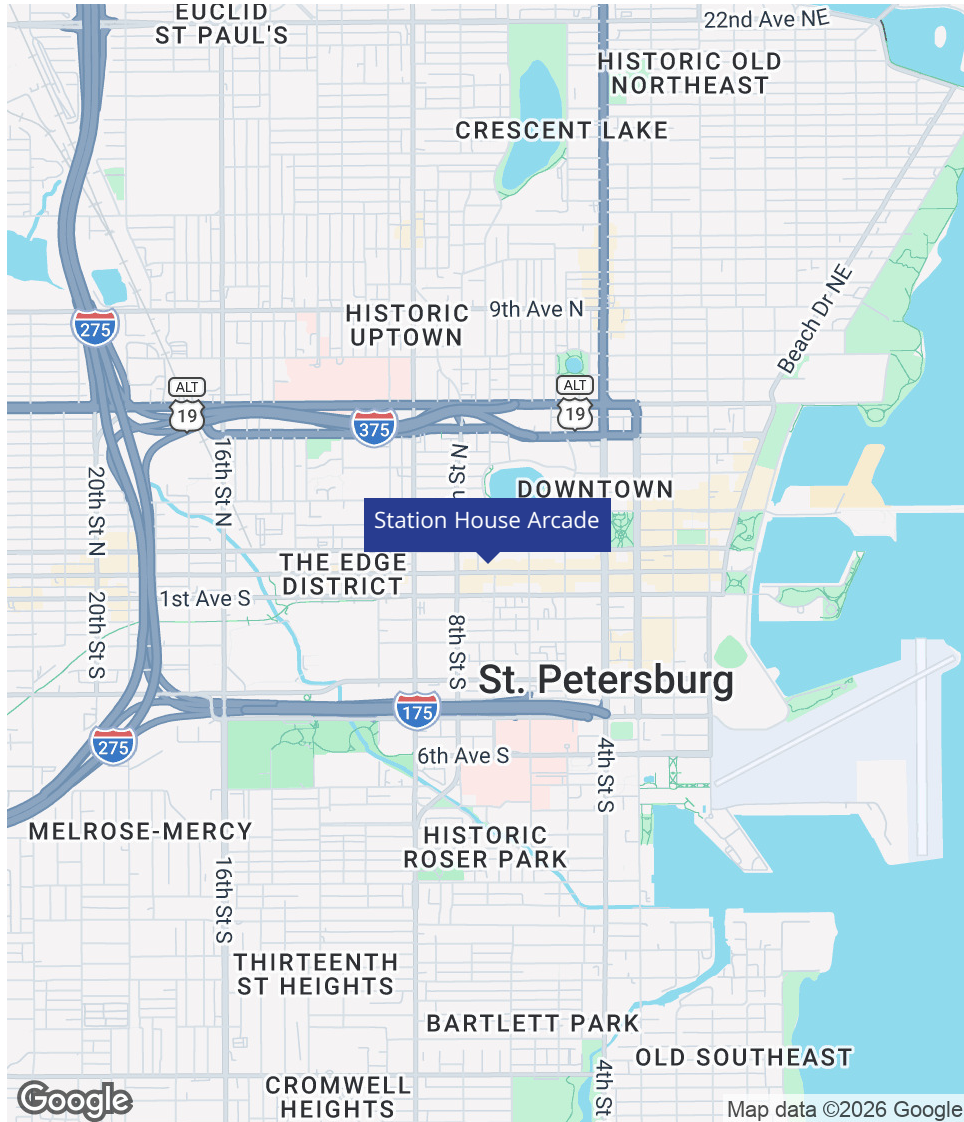 EUCLID
ST PAUL'S
22nd Ave NE
HISTORIC OLD
NORTHEAST
CRESCENT LAKE
Beach Dr NE
9th Ave N
HISTORIC
UPTOWN
275
ALT
19
ALT
19
375
16th St N
20th St N
St N
DOWNTOWN
Station House Arcade
THE EDGE
DISTRICT
1st Ave S
20th St S
8th St S
St. Petersburg
175
275
6th Ave S
4th St S
MELROSE-MERCY
HISTORIC
ROSER PARK
16th St S
THIRTEENTH
ST HEIGHTS
BARTLETT PARK
OLD SOUTHEAST
4th St
CROMWELL
HEIGHTS
Google
Map data ©2026 Google